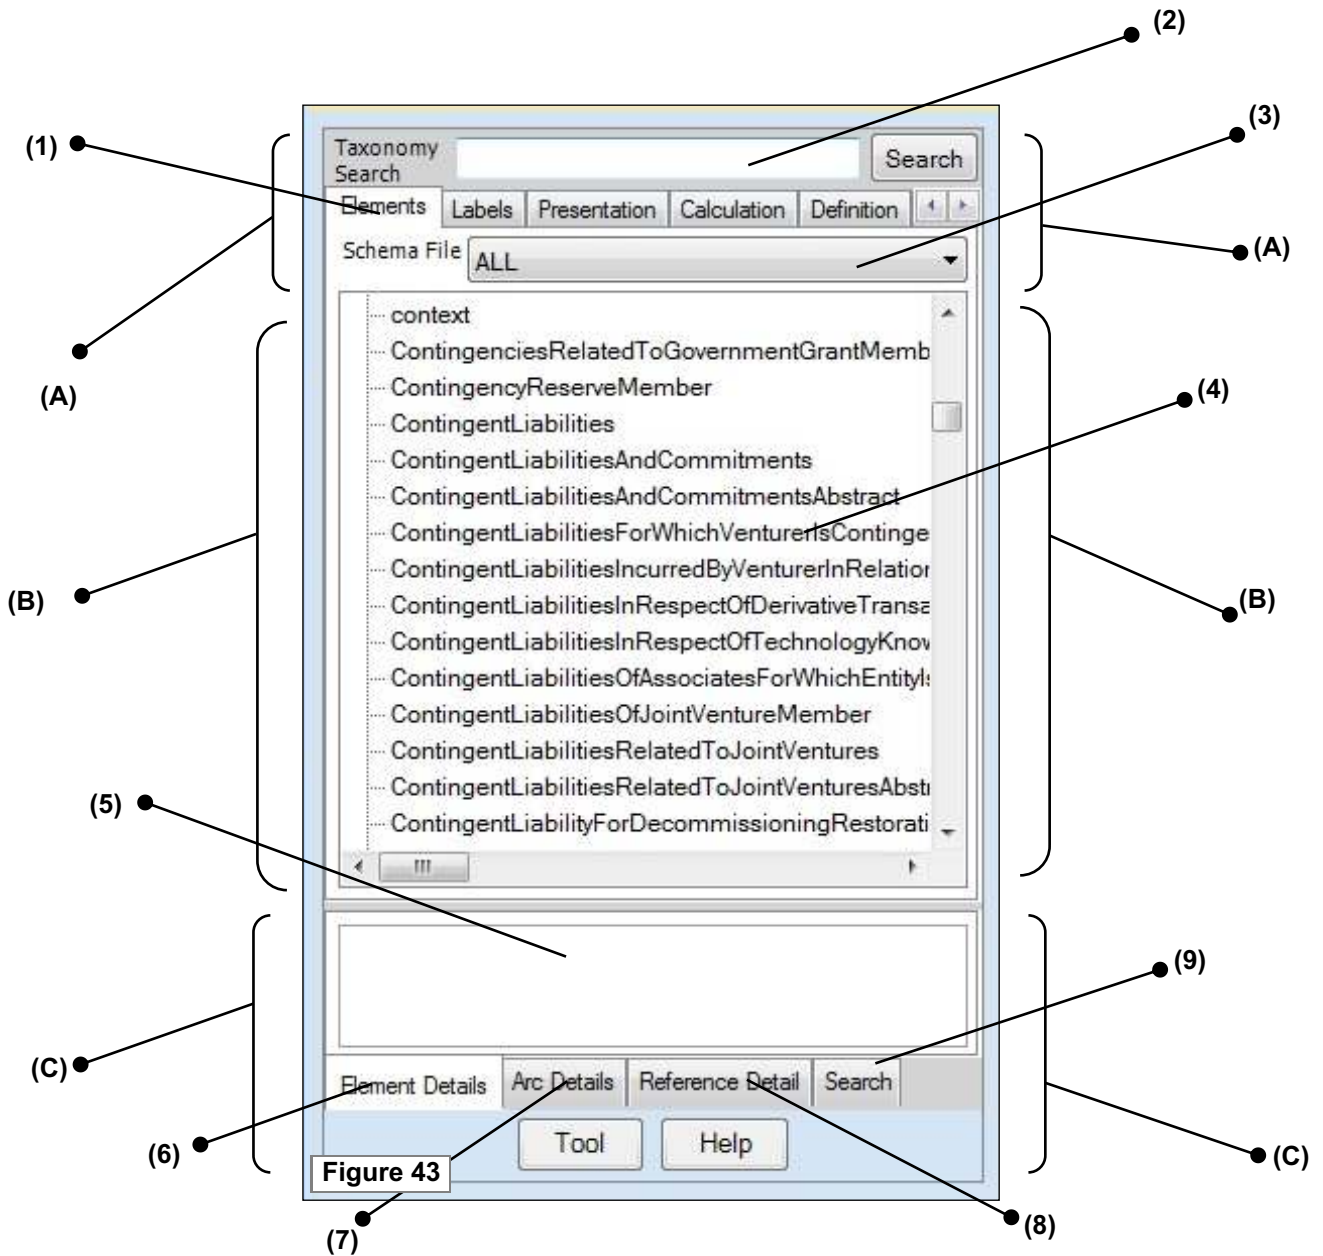 (2)
(3)
(1)
Taxonomy Search
Search
Elements Labels Presentation Calculation Definition
Schema File ALL
(A)
(A)
context
ContingenciesRelatedToGovernmentGrantMemb
ContingencyReserveMember
(4)
ContingentLiabilities
ContingentLiabilitiesAndCommitments
ContingentLiabilitiesAndCommitmentsAbstract
ContingentLiabilitiesForWhichVenturerIsContinge
ContingentLiabilitiesIncurredByVenturerInRelation
(B)
(B)
ContingentLiabilitiesInRespectOfDerivativeTransa
ContingentLiabilitiesInRespectOfTechnologyKnow
ContingentLiabilitiesOfAssociatesForWhichEntityIs
ContingentLiabilitiesOfJointVentureMember
ContingentLiabilitiesRelatedToJointVentures
ContingentLiabilitiesRelatedToJointVenturesAbstr
(5)
ContingentLiabilityForDecommissioningRestorati
(9)
(C)
Element Details Arc Details Reference Detail Search
(6)
Tool Help
(C)
Figure 43
(7)
(8)